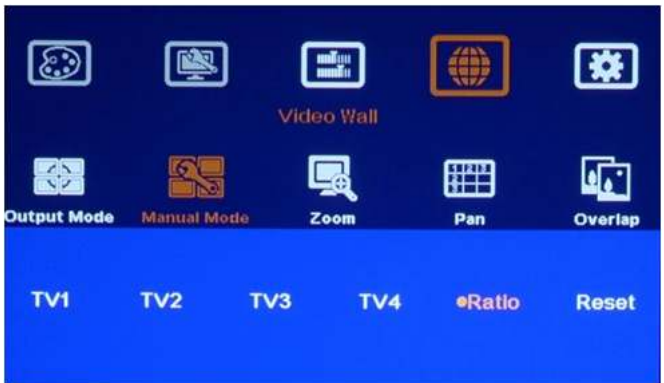 Video Wall
Output Mode Manual Mode Zoom Pan Overlap
TV1 TV2 TV3 TV4 •Ratio Reset